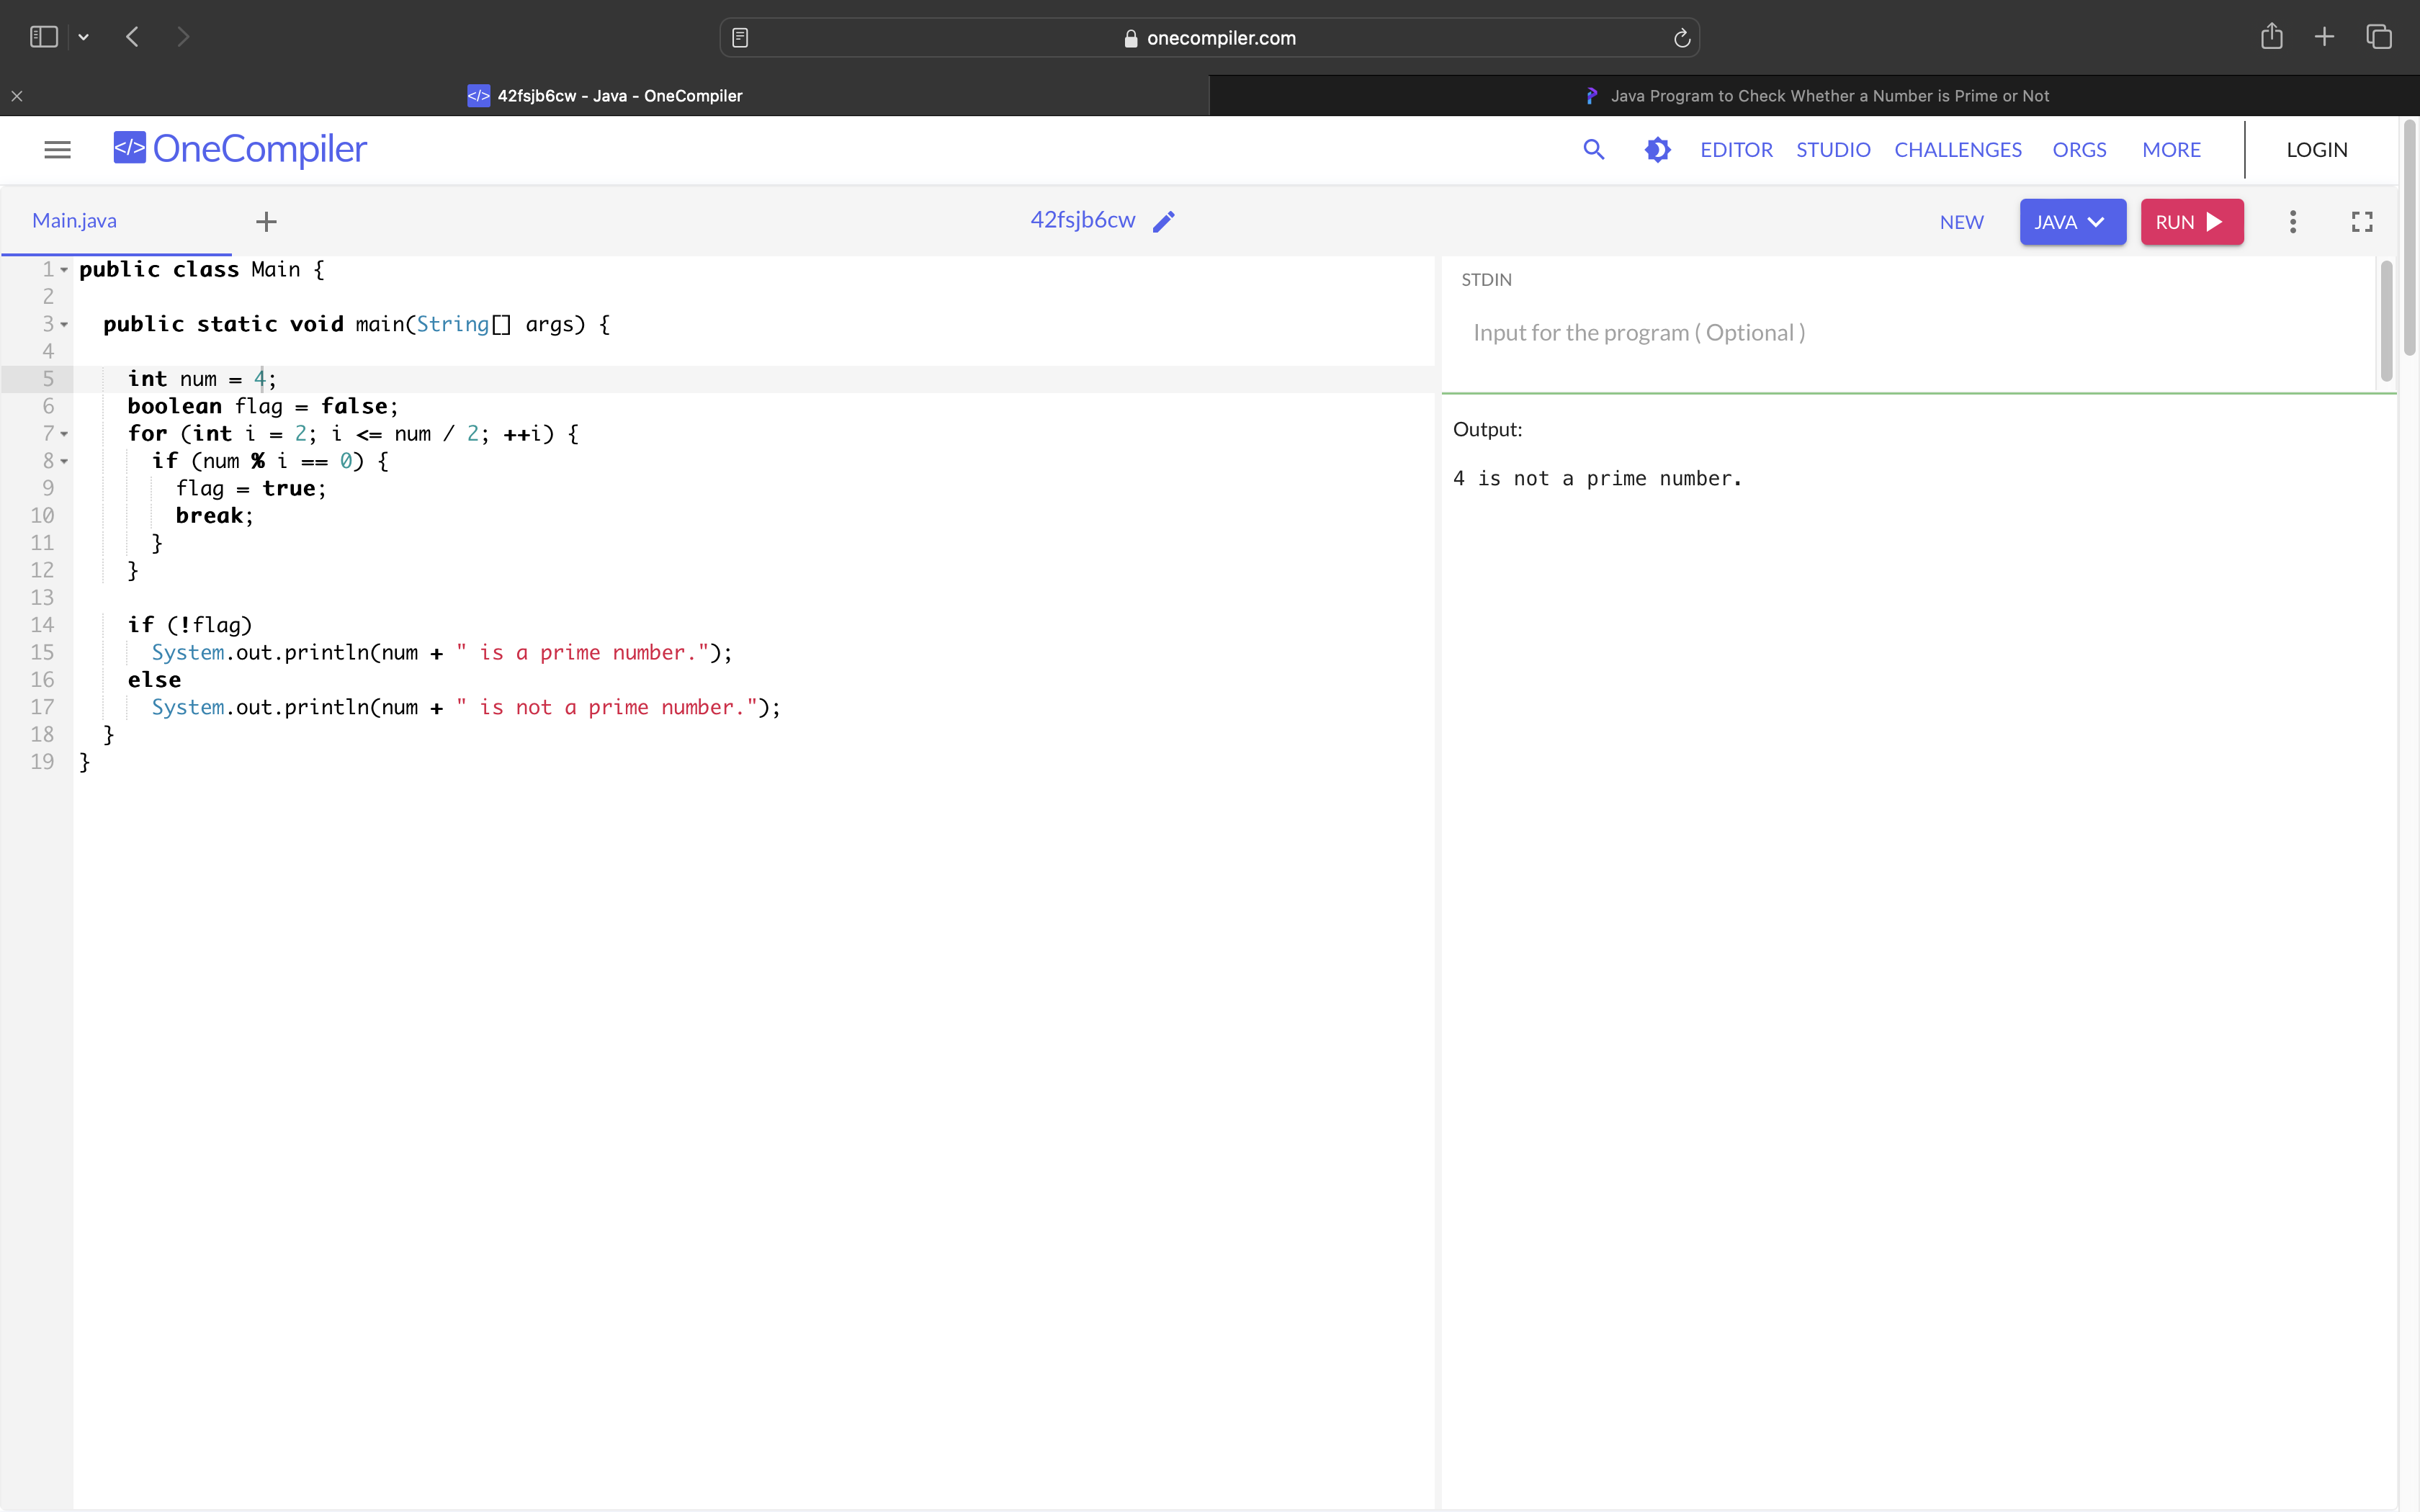 onecompiler.com
</> 42fsjb6cw - Java - OneCompiler
Java Program to Check Whether a Number is Prime or Not
</> OneCompiler
EDITOR STUDIO CHALLENGES ORGS MORE LOGIN
Main.java
42fsjb6cw
NEW JAVA RUN
1 public class Main {
2
3   public static void main(String[] args) {
4
5     int num = 4;
6     boolean flag = false;
7     for (int i = 2; i <= num / 2; ++i) {
8       if (num % i == 0) {
9         flag = true;
10         break;
11       }
12     }
13
14     if (!flag)
15       System.out.println(num + " is a prime number.");
16     else
17       System.out.println(num + " is not a prime number.");
18   }
19 }
STDIN
Input for the program ( Optional )
Output:
4 is not a prime number.